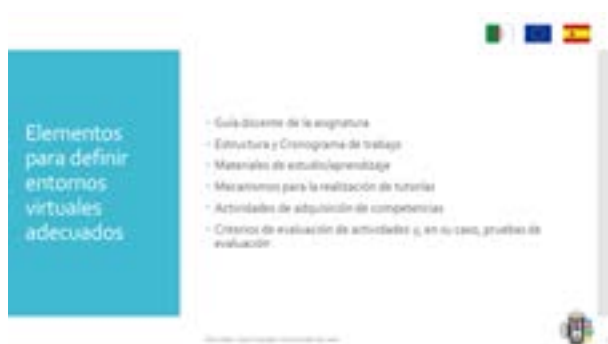 Elementos
para definir
entornos
virtuales
adecuados
- Guía docente de la asignatura
- Estructura y Cronograma de trabajo
- Materiales de estudio/aprendizaje
- Mecanismos para la realización de tutorías
- Actividades de adquisición de competencias
- Criterios de evaluación de actividades y, en su caso, pruebas de
evaluación